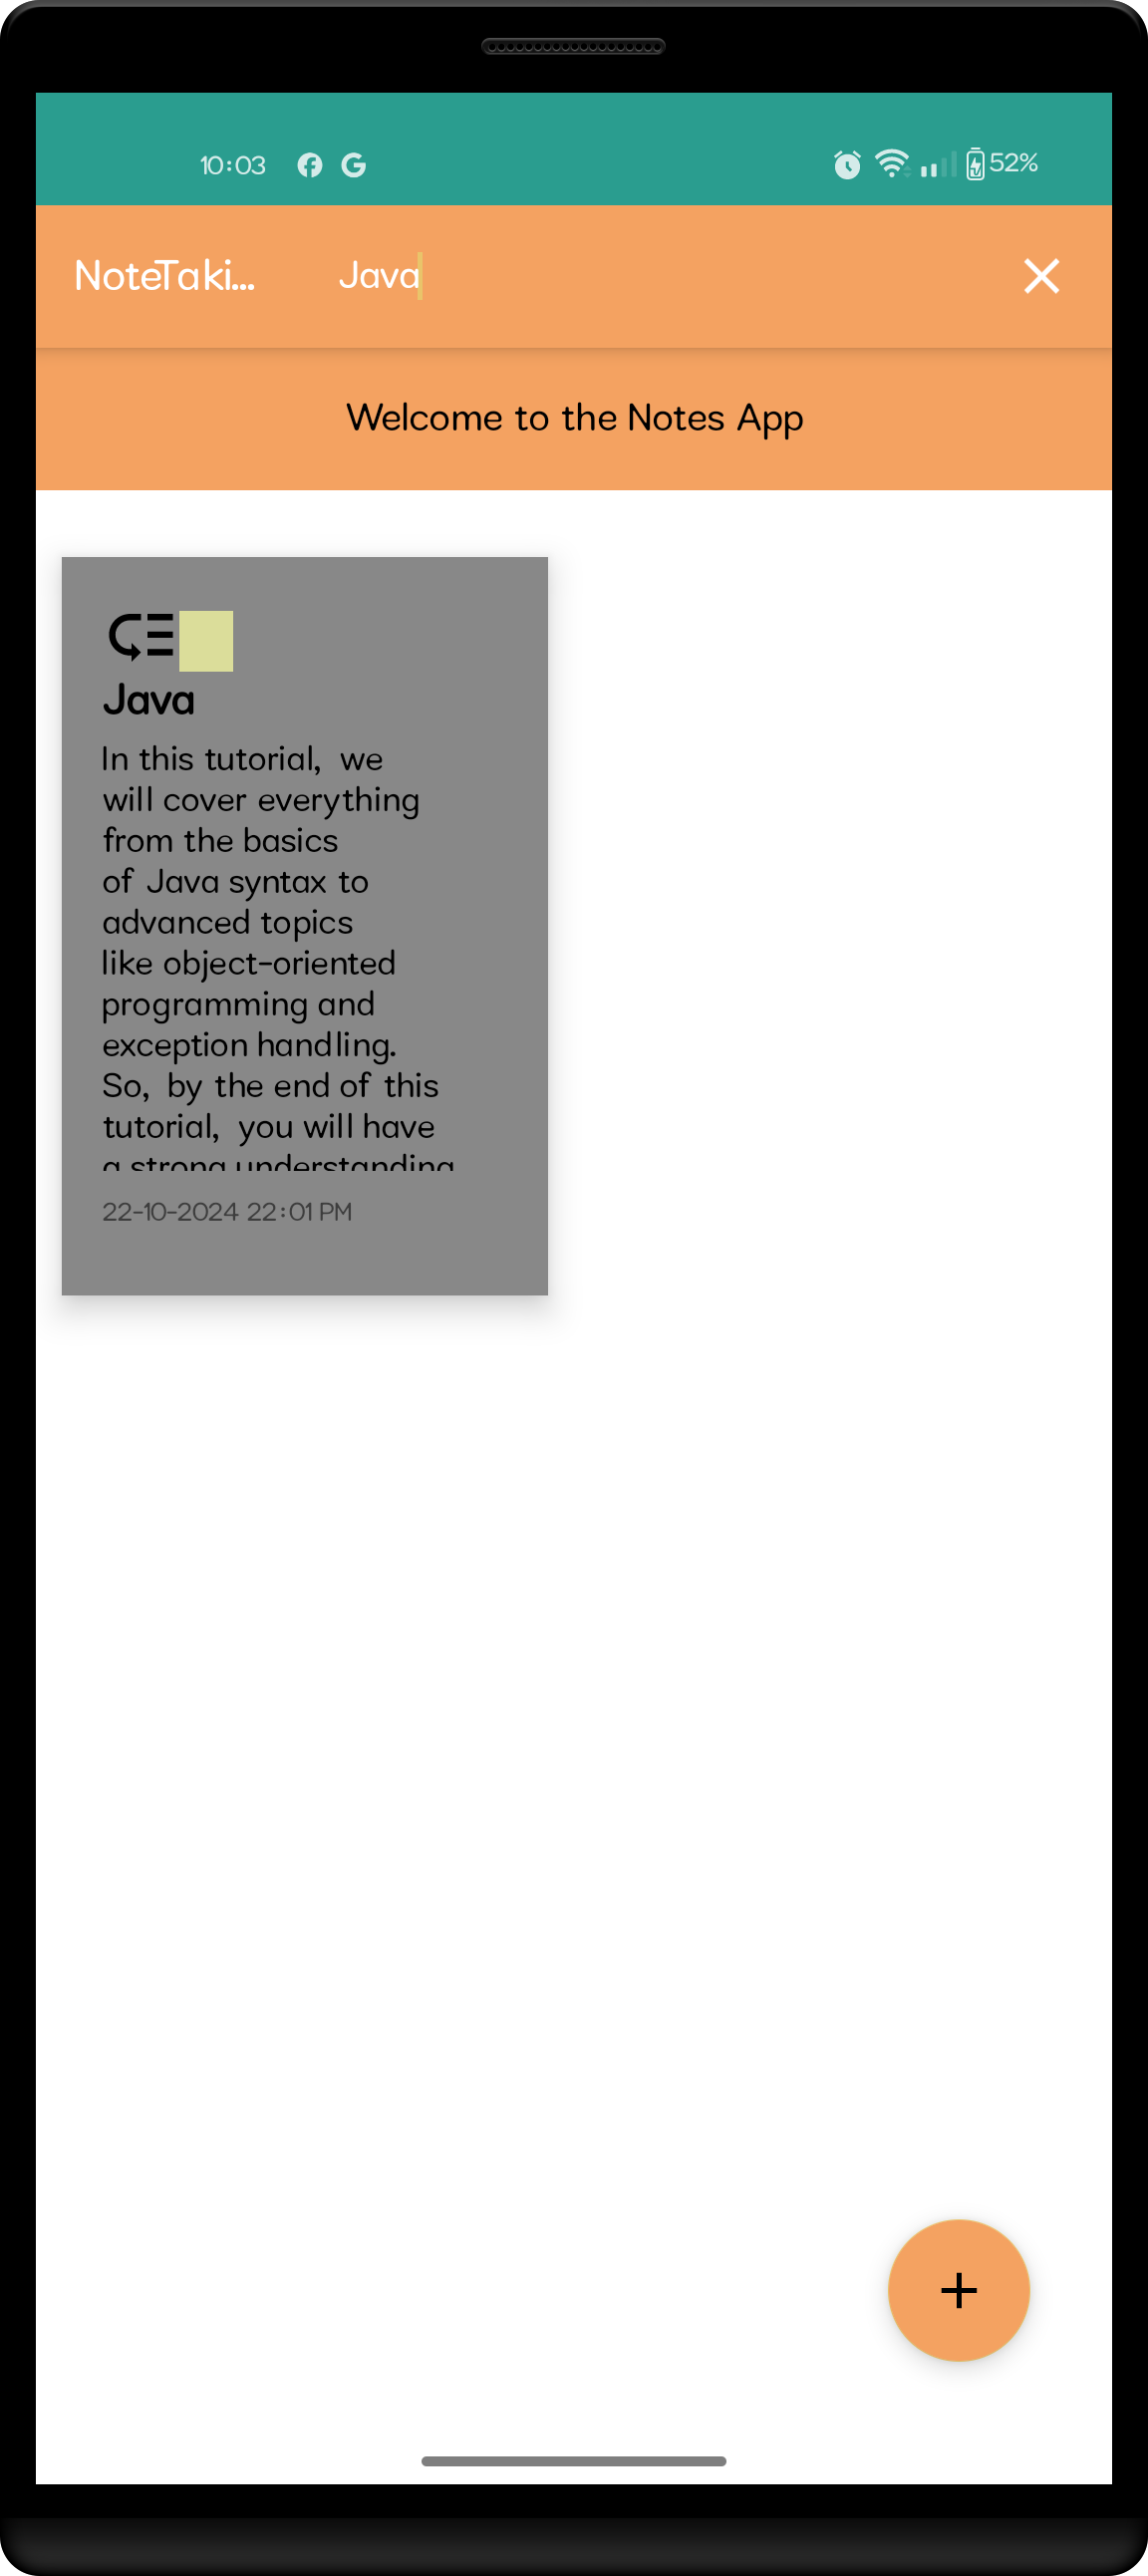 10:03
52%
NoteTaki...
Java
Welcome to the Notes App
Java
In this tutorial, we
will cover everything
from the basics
of Java syntax to
advanced topics
like object-oriented
programming and
exception handling.
So, by the end of this
tutorial, you will have
a strong understanding
22-10-2024 22:01 PM